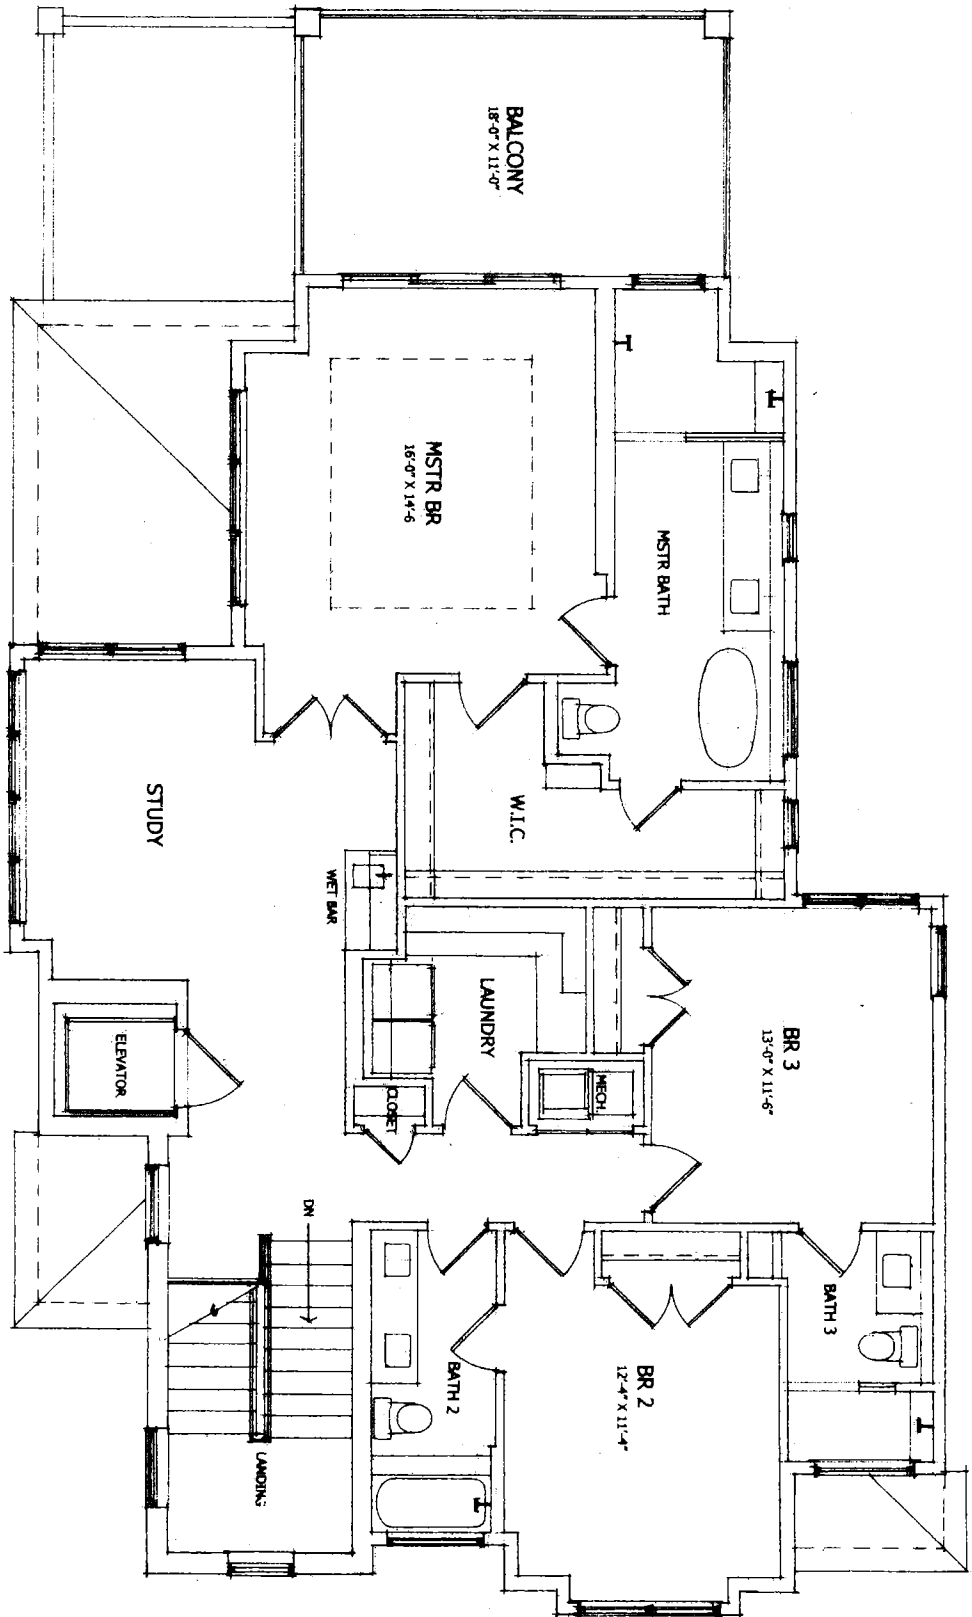 BALCONY
18'-0" X 11'-0"
MSTR BR
16'-0" X 14'-6
MSTR BATH
W.I.C.
STUDY
WET BAR
LAUNDRY
MECH.
CLOSET
ELEVATOR
BR 3
13'-0" X 11'-6"
DN
BATH 3
BR 2
12'-4" X 11'-4"
BATH 2
LANDING